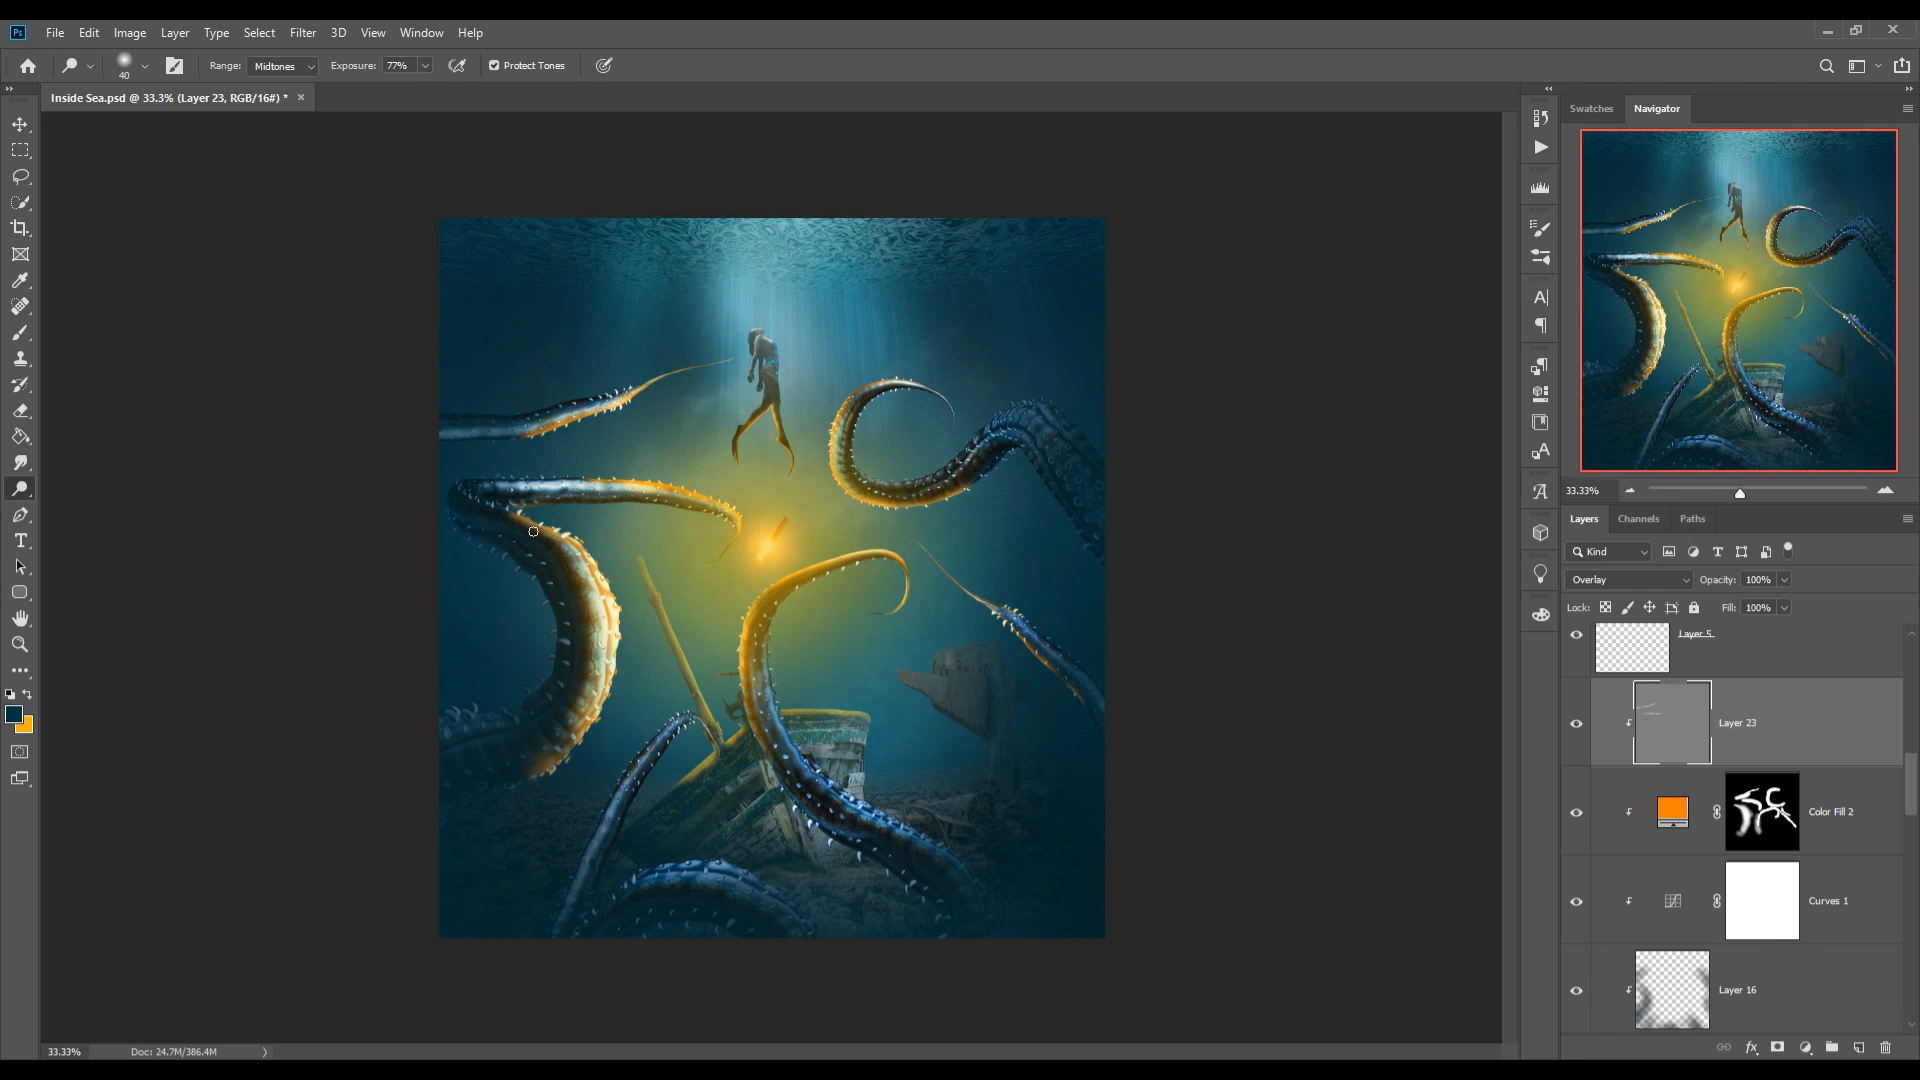 Ps File Edit Image Layer Type Select Filter 3D View Window Help
40 Range: Midtones Exposure: 77% Protect Tones
Inside Sea.psd @ 33.3% (Layer 23, RGB/16#) *
Swatches Navigator
33.33%
Layers Channels Paths
Kind
Overlay Opacity: 100%
Lock: Fill: 100%
Layer 5
Layer 23
Color Fill 2
Curves 1
Layer 16
fx
33.33% Doc: 24.7M/386.4M